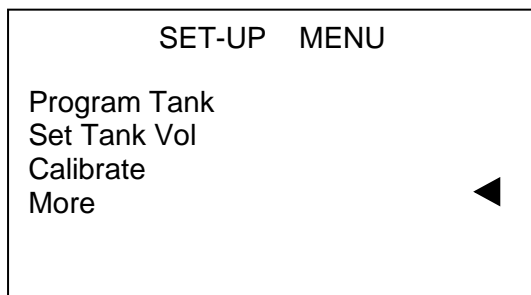 SET-UP MENU
Program Tank
Set Tank Vol
Calibrate
More